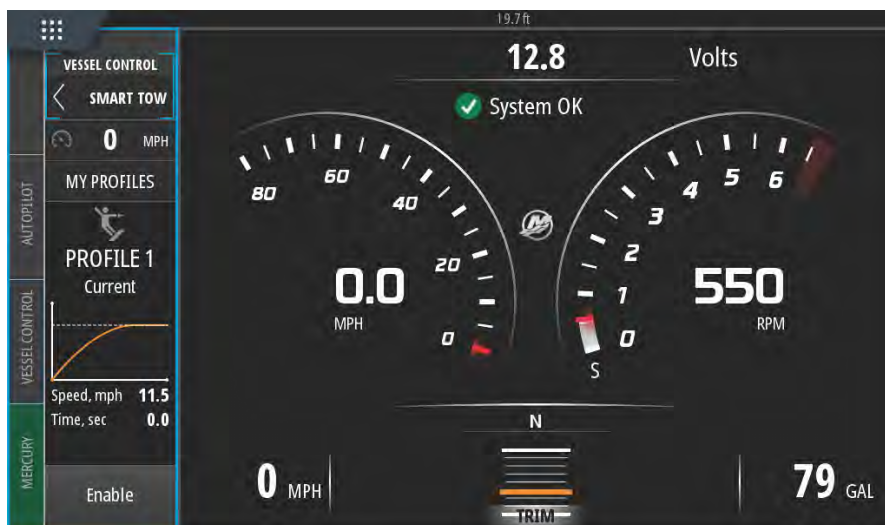 19.7 ft
VESSEL CONTROL
SMART TOW
0 MPH
MY PROFILES
PROFILE 1
Current
Speed, mph 11.5
Time, sec 0.0
Enable
AUTOPILOT
VESSEL CONTROL
MERCURY
12.8 Volts
System OK
80
60
40
20
0
0.0
MPH
6
5
4
3
2
1
0
S
550
RPM
N
0 MPH
TRIM
79 GAL